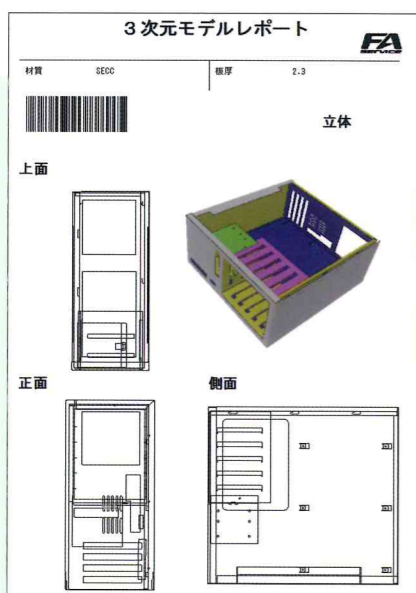 3次元モデルレポート
FA
SERVICE
材質 SECC 板厚 2.3
立体
上面
正面 側面